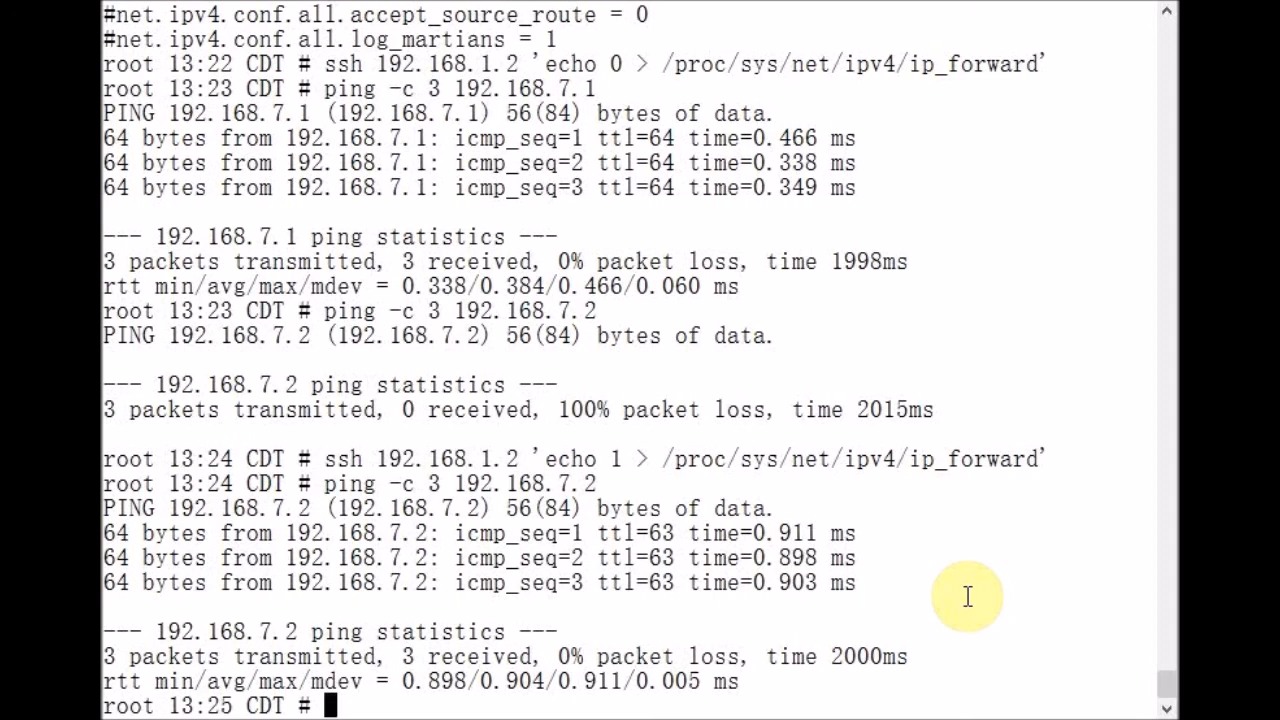 #net.ipv4.conf.all.accept_source_route = 0
#net.ipv4.conf.all.log_martians = 1
root 13:22 CDT # ssh 192.168.1.2 'echo 0 > /proc/sys/net/ipv4/ip_forward'
root 13:23 CDT # ping -c 3 192.168.7.1
PING 192.168.7.1 (192.168.7.1) 56(84) bytes of data.
64 bytes from 192.168.7.1: icmp_seq=1 ttl=64 time=0.466 ms
64 bytes from 192.168.7.1: icmp_seq=2 ttl=64 time=0.338 ms
64 bytes from 192.168.7.1: icmp_seq=3 ttl=64 time=0.349 ms
--- 192.168.7.1 ping statistics ---
3 packets transmitted, 3 received, 0% packet loss, time 1998ms
rtt min/avg/max/mdev = 0.338/0.384/0.466/0.060 ms
root 13:23 CDT # ping -c 3 192.168.7.2
PING 192.168.7.2 (192.168.7.2) 56(84) bytes of data.
--- 192.168.7.2 ping statistics ---
3 packets transmitted, 0 received, 100% packet loss, time 2015ms
root 13:24 CDT # ssh 192.168.1.2 'echo 1 > /proc/sys/net/ipv4/ip_forward'
root 13:24 CDT # ping -c 3 192.168.7.2
PING 192.168.7.2 (192.168.7.2) 56(84) bytes of data.
64 bytes from 192.168.7.2: icmp_seq=1 ttl=63 time=0.911 ms
64 bytes from 192.168.7.2: icmp_seq=2 ttl=63 time=0.898 ms
64 bytes from 192.168.7.2: icmp_seq=3 ttl=63 time=0.903 ms
--- 192.168.7.2 ping statistics ---
3 packets transmitted, 3 received, 0% packet loss, time 2000ms
rtt min/avg/max/mdev = 0.898/0.904/0.911/0.005 ms
root 13:25 CDT #